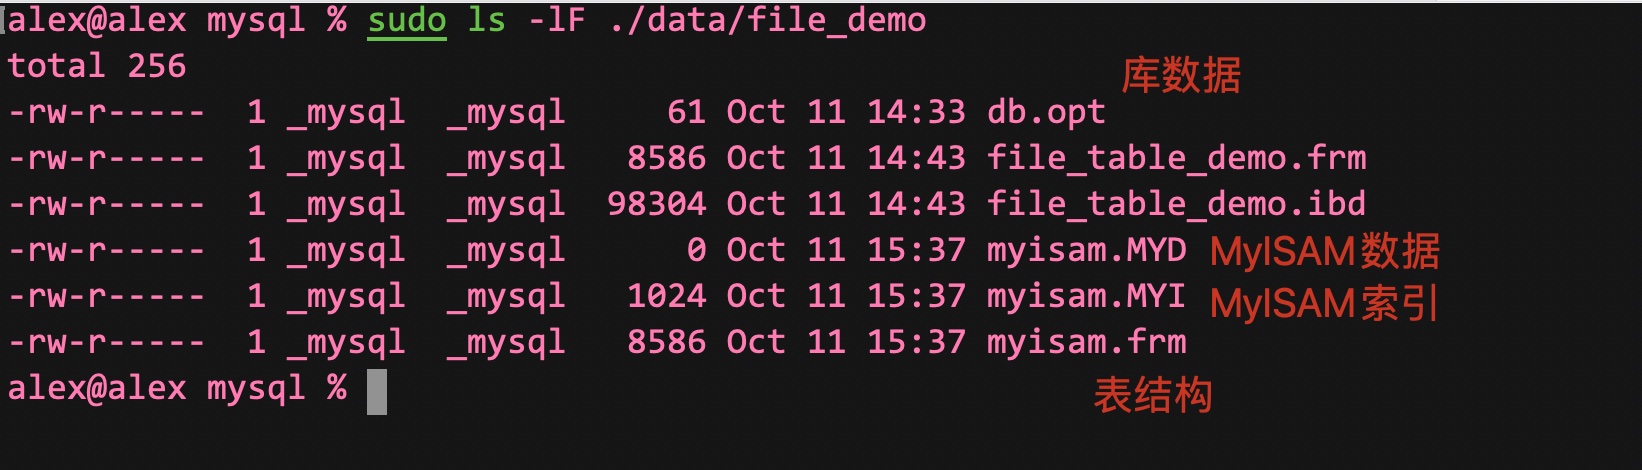 alex@alex mysql % sudo ls -lF ./data/file_demo
total 256
库数据
-rw-r-----  1 _mysql  _mysql     61 Oct 11 14:33 db.opt
-rw-r-----  1 _mysql  _mysql   8586 Oct 11 14:43 file_table_demo.frm
-rw-r-----  1 _mysql  _mysql  98304 Oct 11 14:43 file_table_demo.ibd
-rw-r-----  1 _mysql  _mysql      0 Oct 11 15:37 myisam.MYD MyISAM数据
-rw-r-----  1 _mysql  _mysql   1024 Oct 11 15:37 myisam.MYI MyISAM索引
-rw-r-----  1 _mysql  _mysql   8586 Oct 11 15:37 myisam.frm
alex@alex mysql %
表结构